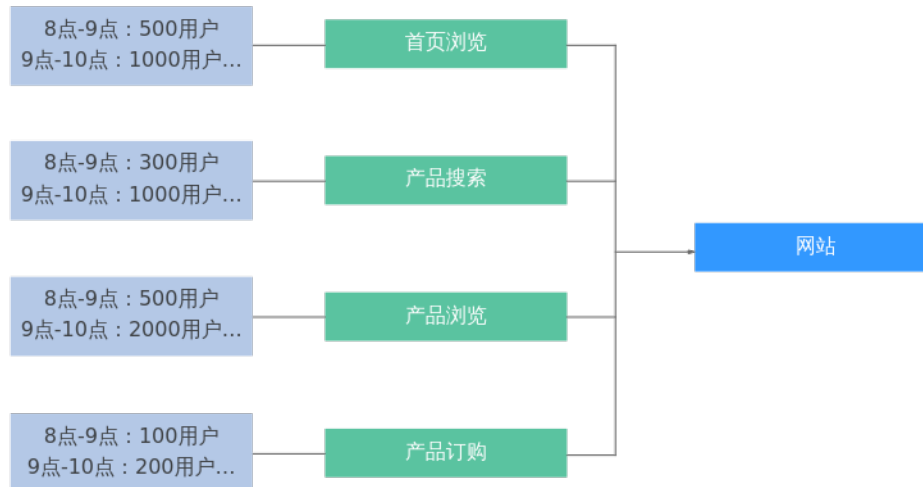 8点-9点：500用户
9点-10点：1000用户...
首页浏览
8点-9点：300用户
9点-10点：1000用户...
产品搜索
网站
8点-9点：500用户
9点-10点：2000用户...
产品浏览
8点-9点：100用户
9点-10点：200用户...
产品订购